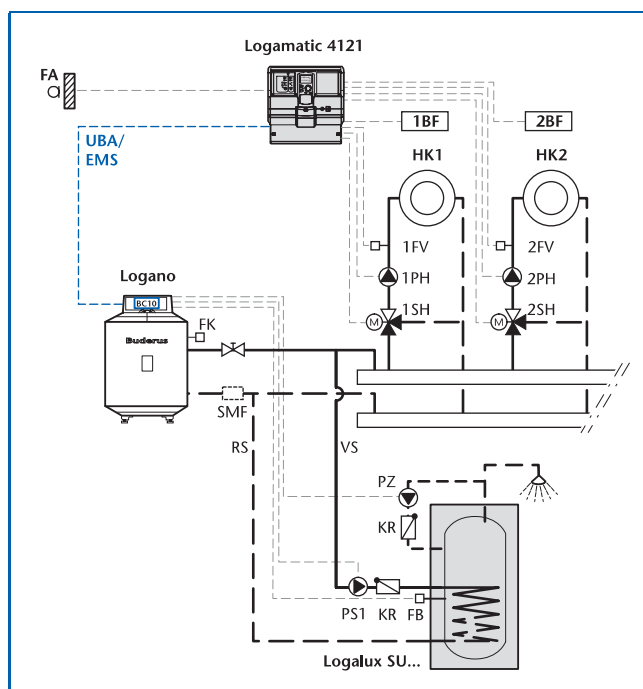 Logamatic 4121
FA
1BF
2BF
UBA/
EMS
HK1
HK2
1FV
2FV
Logano
1PH
2PH
BC10
FK
1SH
2SH
M
M
Buderus
SMF
RS
VS
PZ
KR
PS1
KR
FB
Logalux SU...